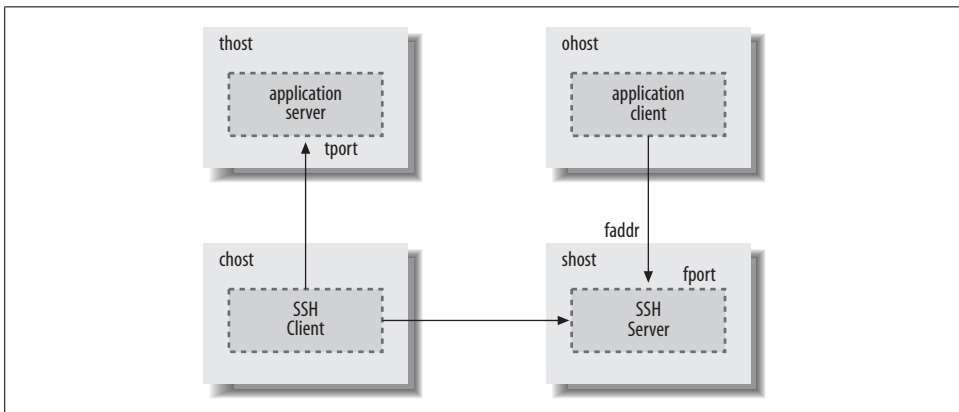 thost
application
server
tport
ohost
application
client
faddr
chost
SSH
Client
shost
fport
SSH
Server